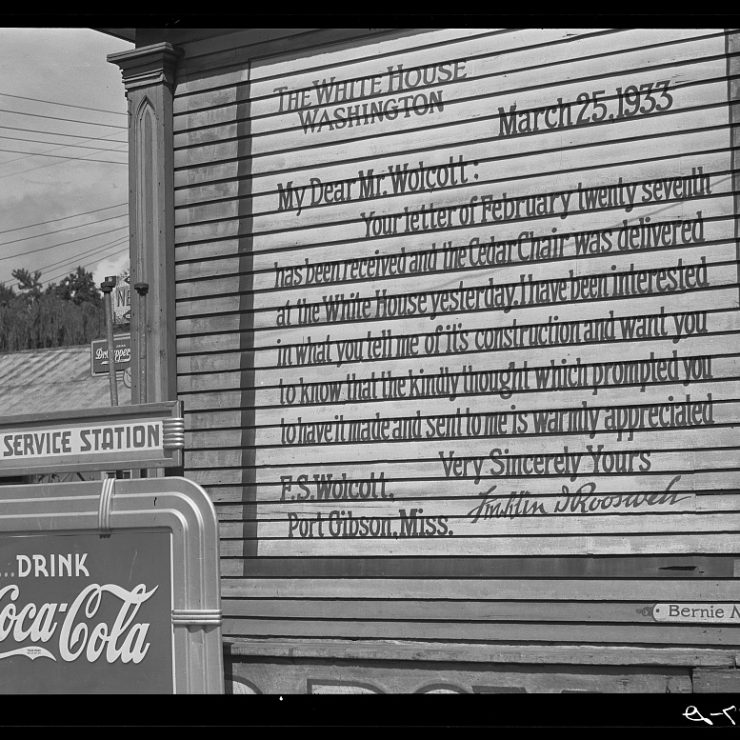 THE WHITE HOUSE
WASHINGTON
March 25, 1933
My Dear Mr. Wolcott:
Your letter of February twenty seventh
has been received and the Cedar Chair was delivered
at the White House yesterday. I have been interested
in what you tell me of it's construction and want you
to know that the kindly thought which prompted you
to have it made and sent to me is warmly appreciated
Very Sincerely Yours
F.S. Wolcott.
Franklin D Roosevelt
Port Gibson, Miss.
NE
Dr. Pepper
SERVICE STATION
...DRINK
Coca-Cola
Bernie N